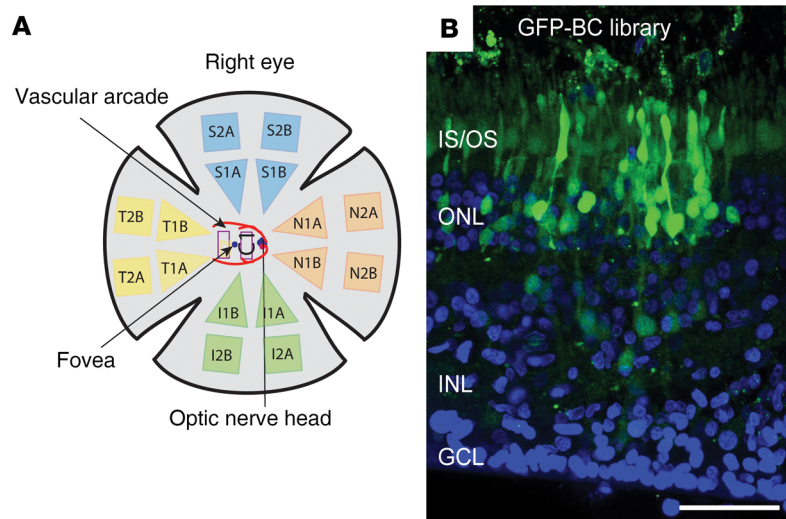 A
Right eye
Vascular arcade
S2A S2B
S1A S1B
T2B T1B N1A N2A
T2A T1A N1B N2B
I1B I1A
I2B I2A
Fovea
Optic nerve head
B
GFP-BC library
IS/OS
ONL
INL
GCL